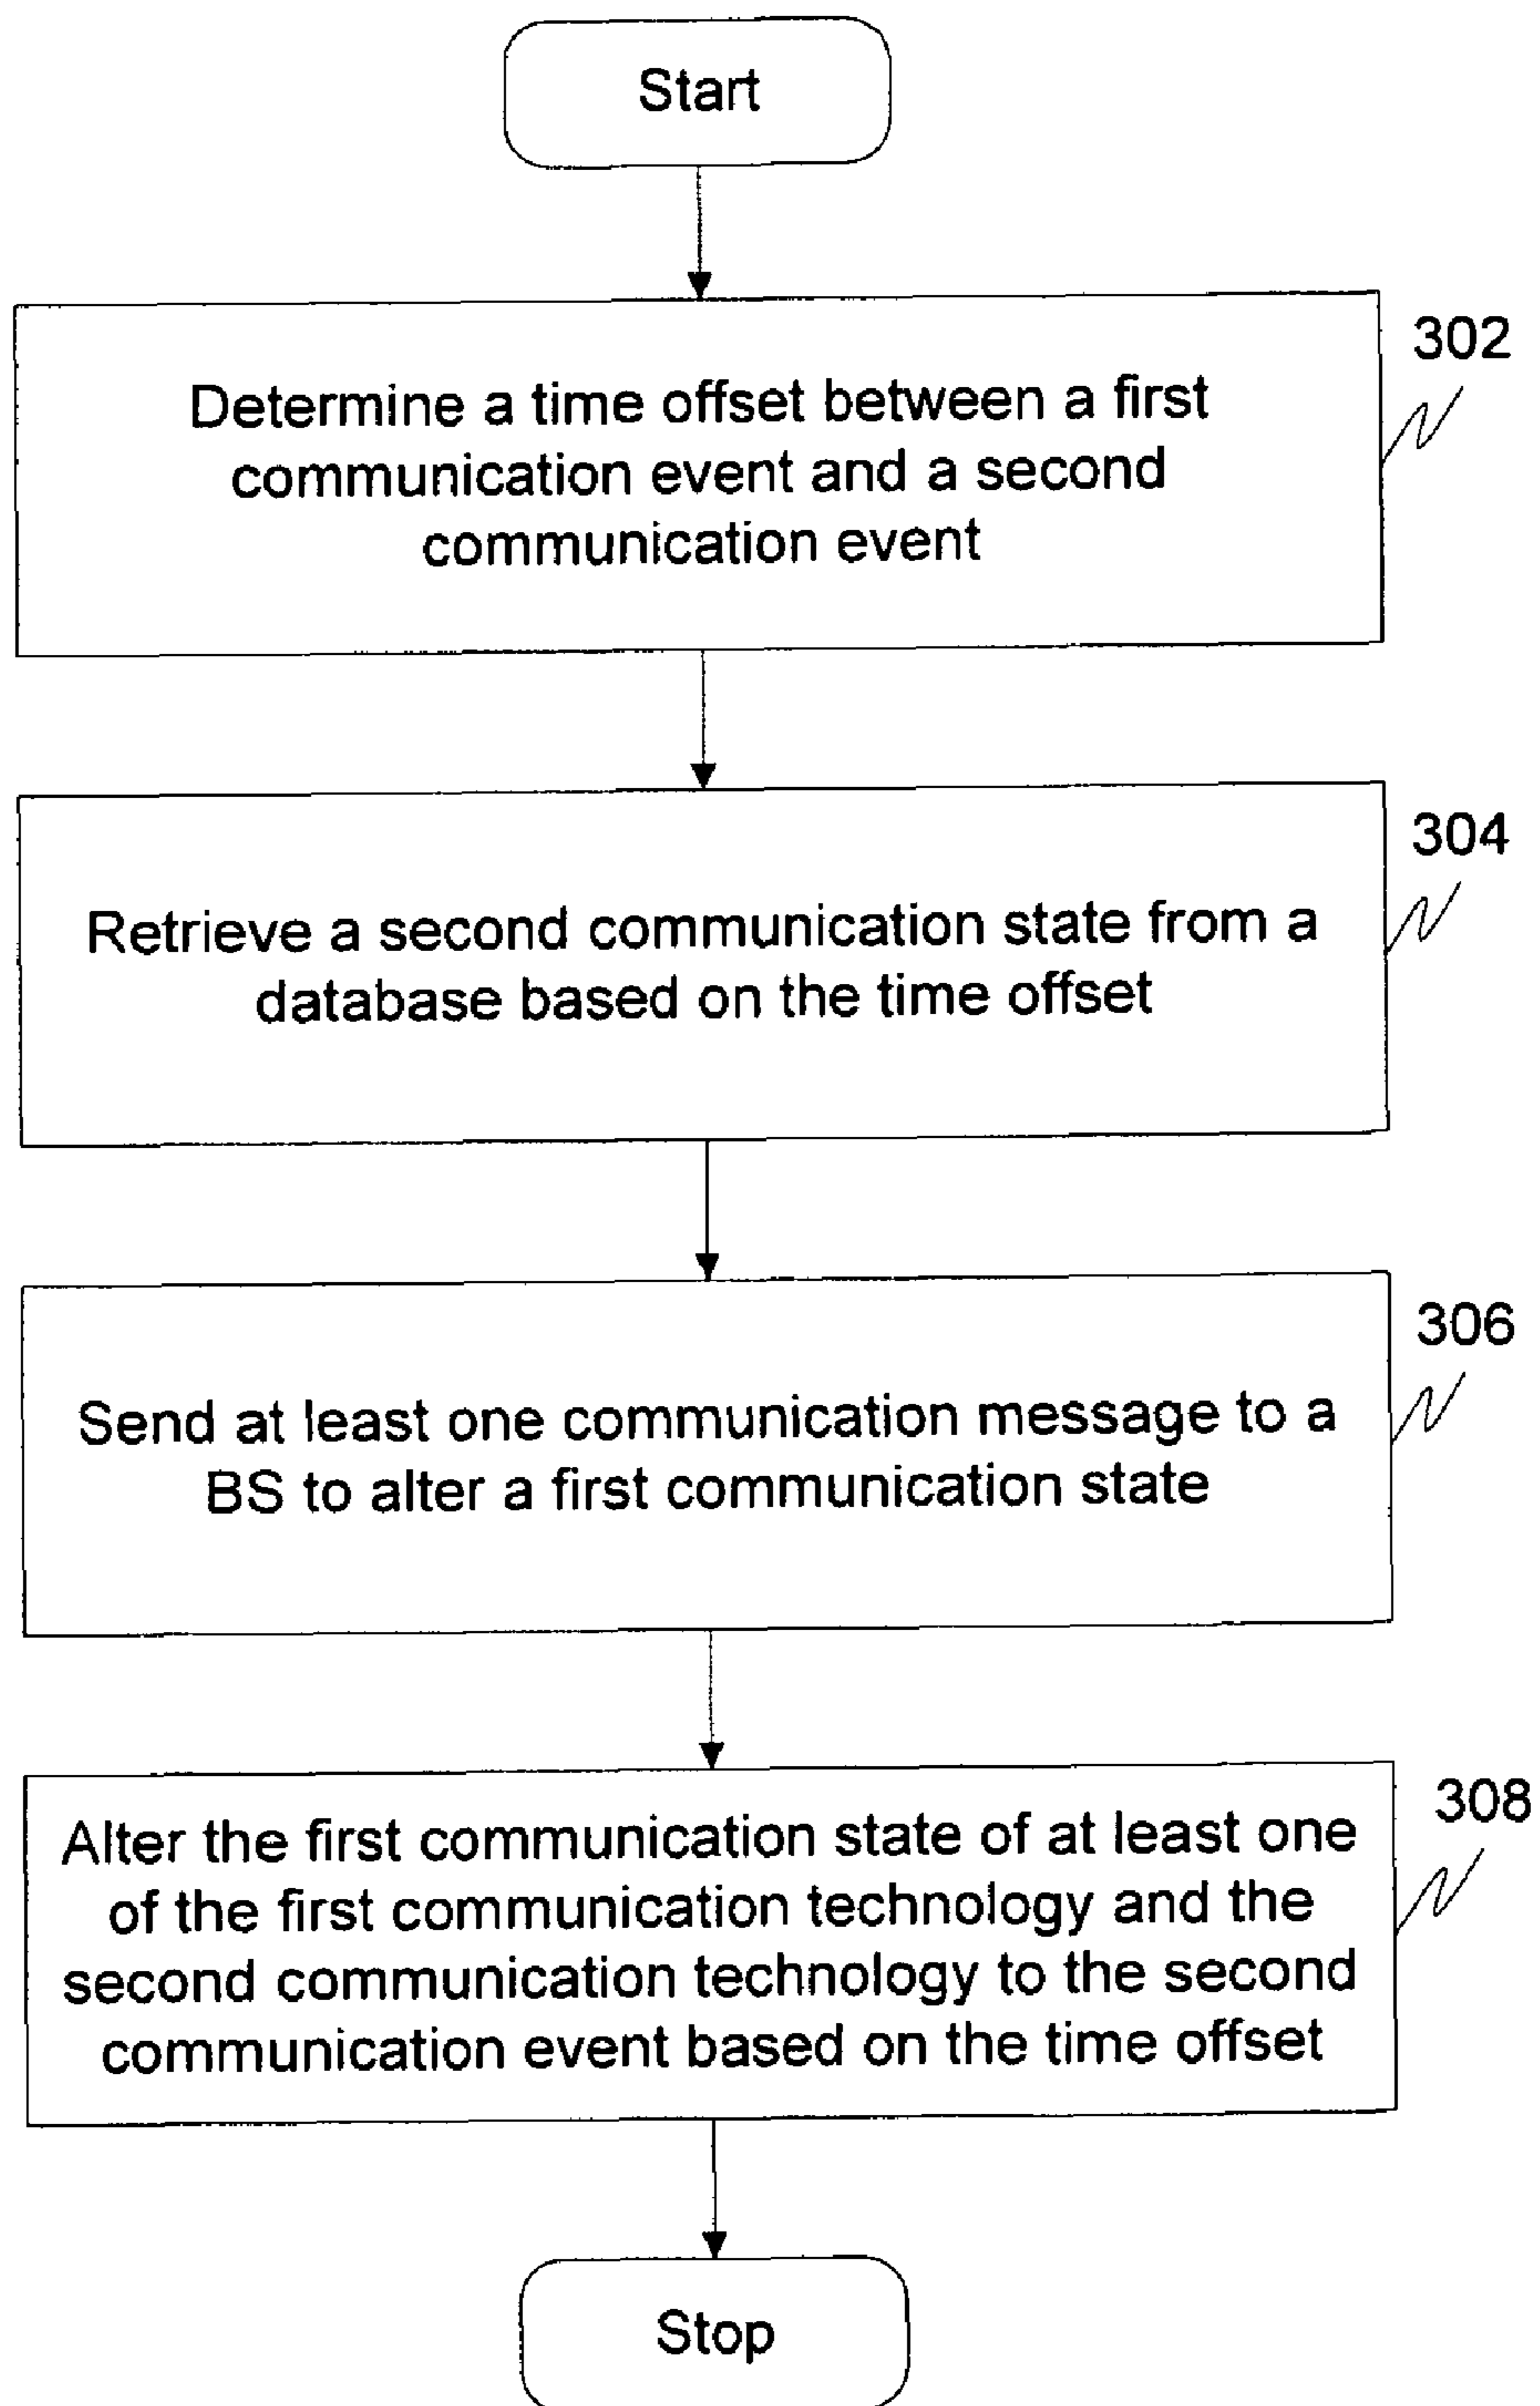 Start
302
Determine a time offset between a first
communication event and a second
communication event
304
Retrieve a second communication state from a
database based on the time offset
306
Send at least one communication message to a
BS to alter a first communication state
308
Alter the first communication state of at least one
of the first communication technology and the
second communication technology to the second
communication event based on the time offset
Stop